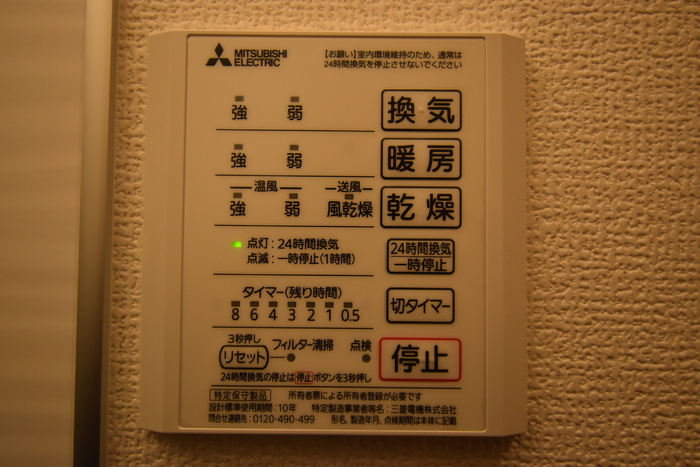 MITSUBISHI
ELECTRIC
【お願い】室内環境維持のため、通常は
24時間換気を停止させないでください
強 弱 換気
強 弱 暖房
温風 送風
強 弱 風乾燥 乾燥
点灯:24時間換気
点滅:一時停止(1時間)
24時間換気
一時停止
タイマー(残り時間)
8 6 4 3 2 1 0.5
切タイマー
3秒押し
リセット フィルター清掃 点検
停止
24時間換気の停止は停止ボタンを3秒押し
特定保守製品 所有者票による所有者登録が必要です
設計標準使用期間:10年 特定製造事業者等名:三菱電機株式会社
問合せ連絡先:0120-490-499 形名、製造年月、点検期間は本体に記載